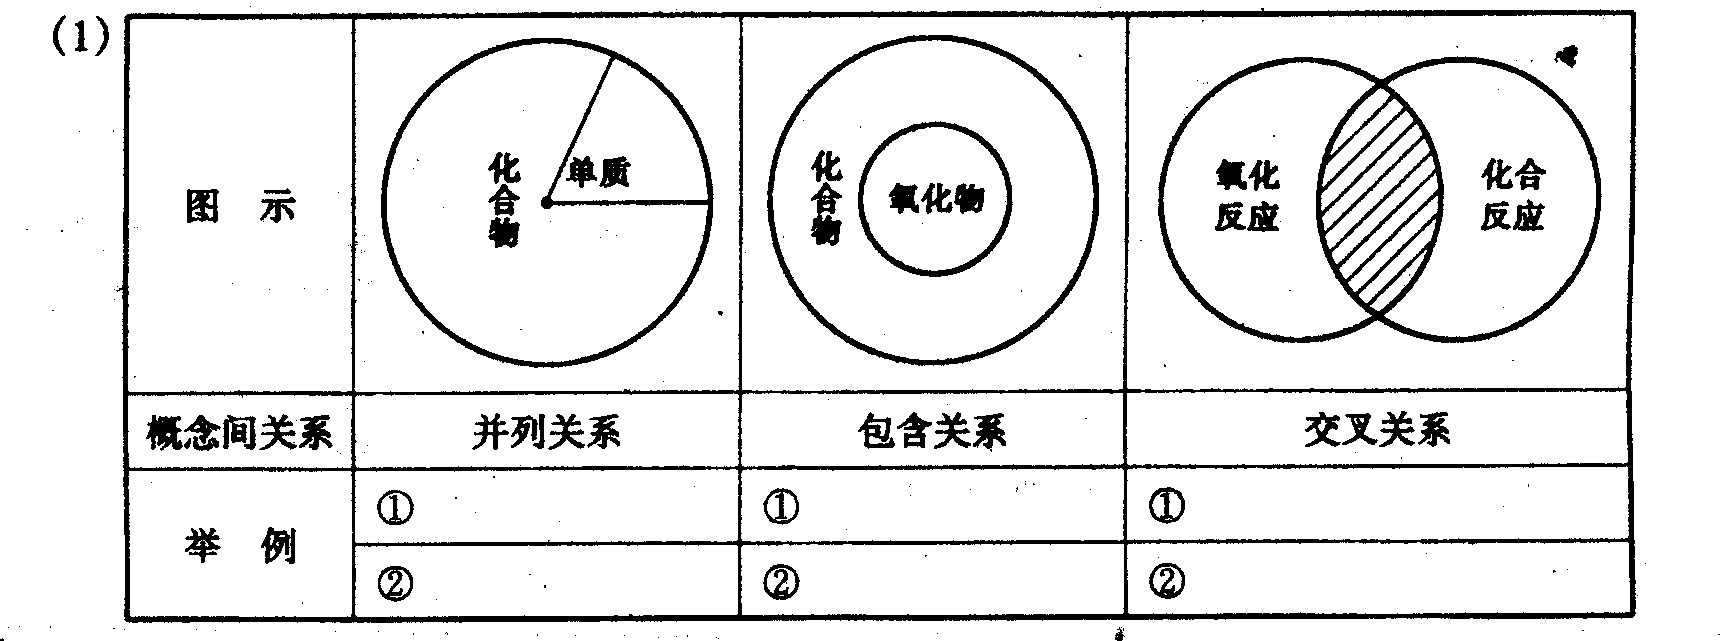 (1)
图 示
化合物
单质
化合物
氧化物
氧化反应
化合反应
概念间关系 并列关系 包含关系 交叉关系
举 例
① ① ①
② ② ②